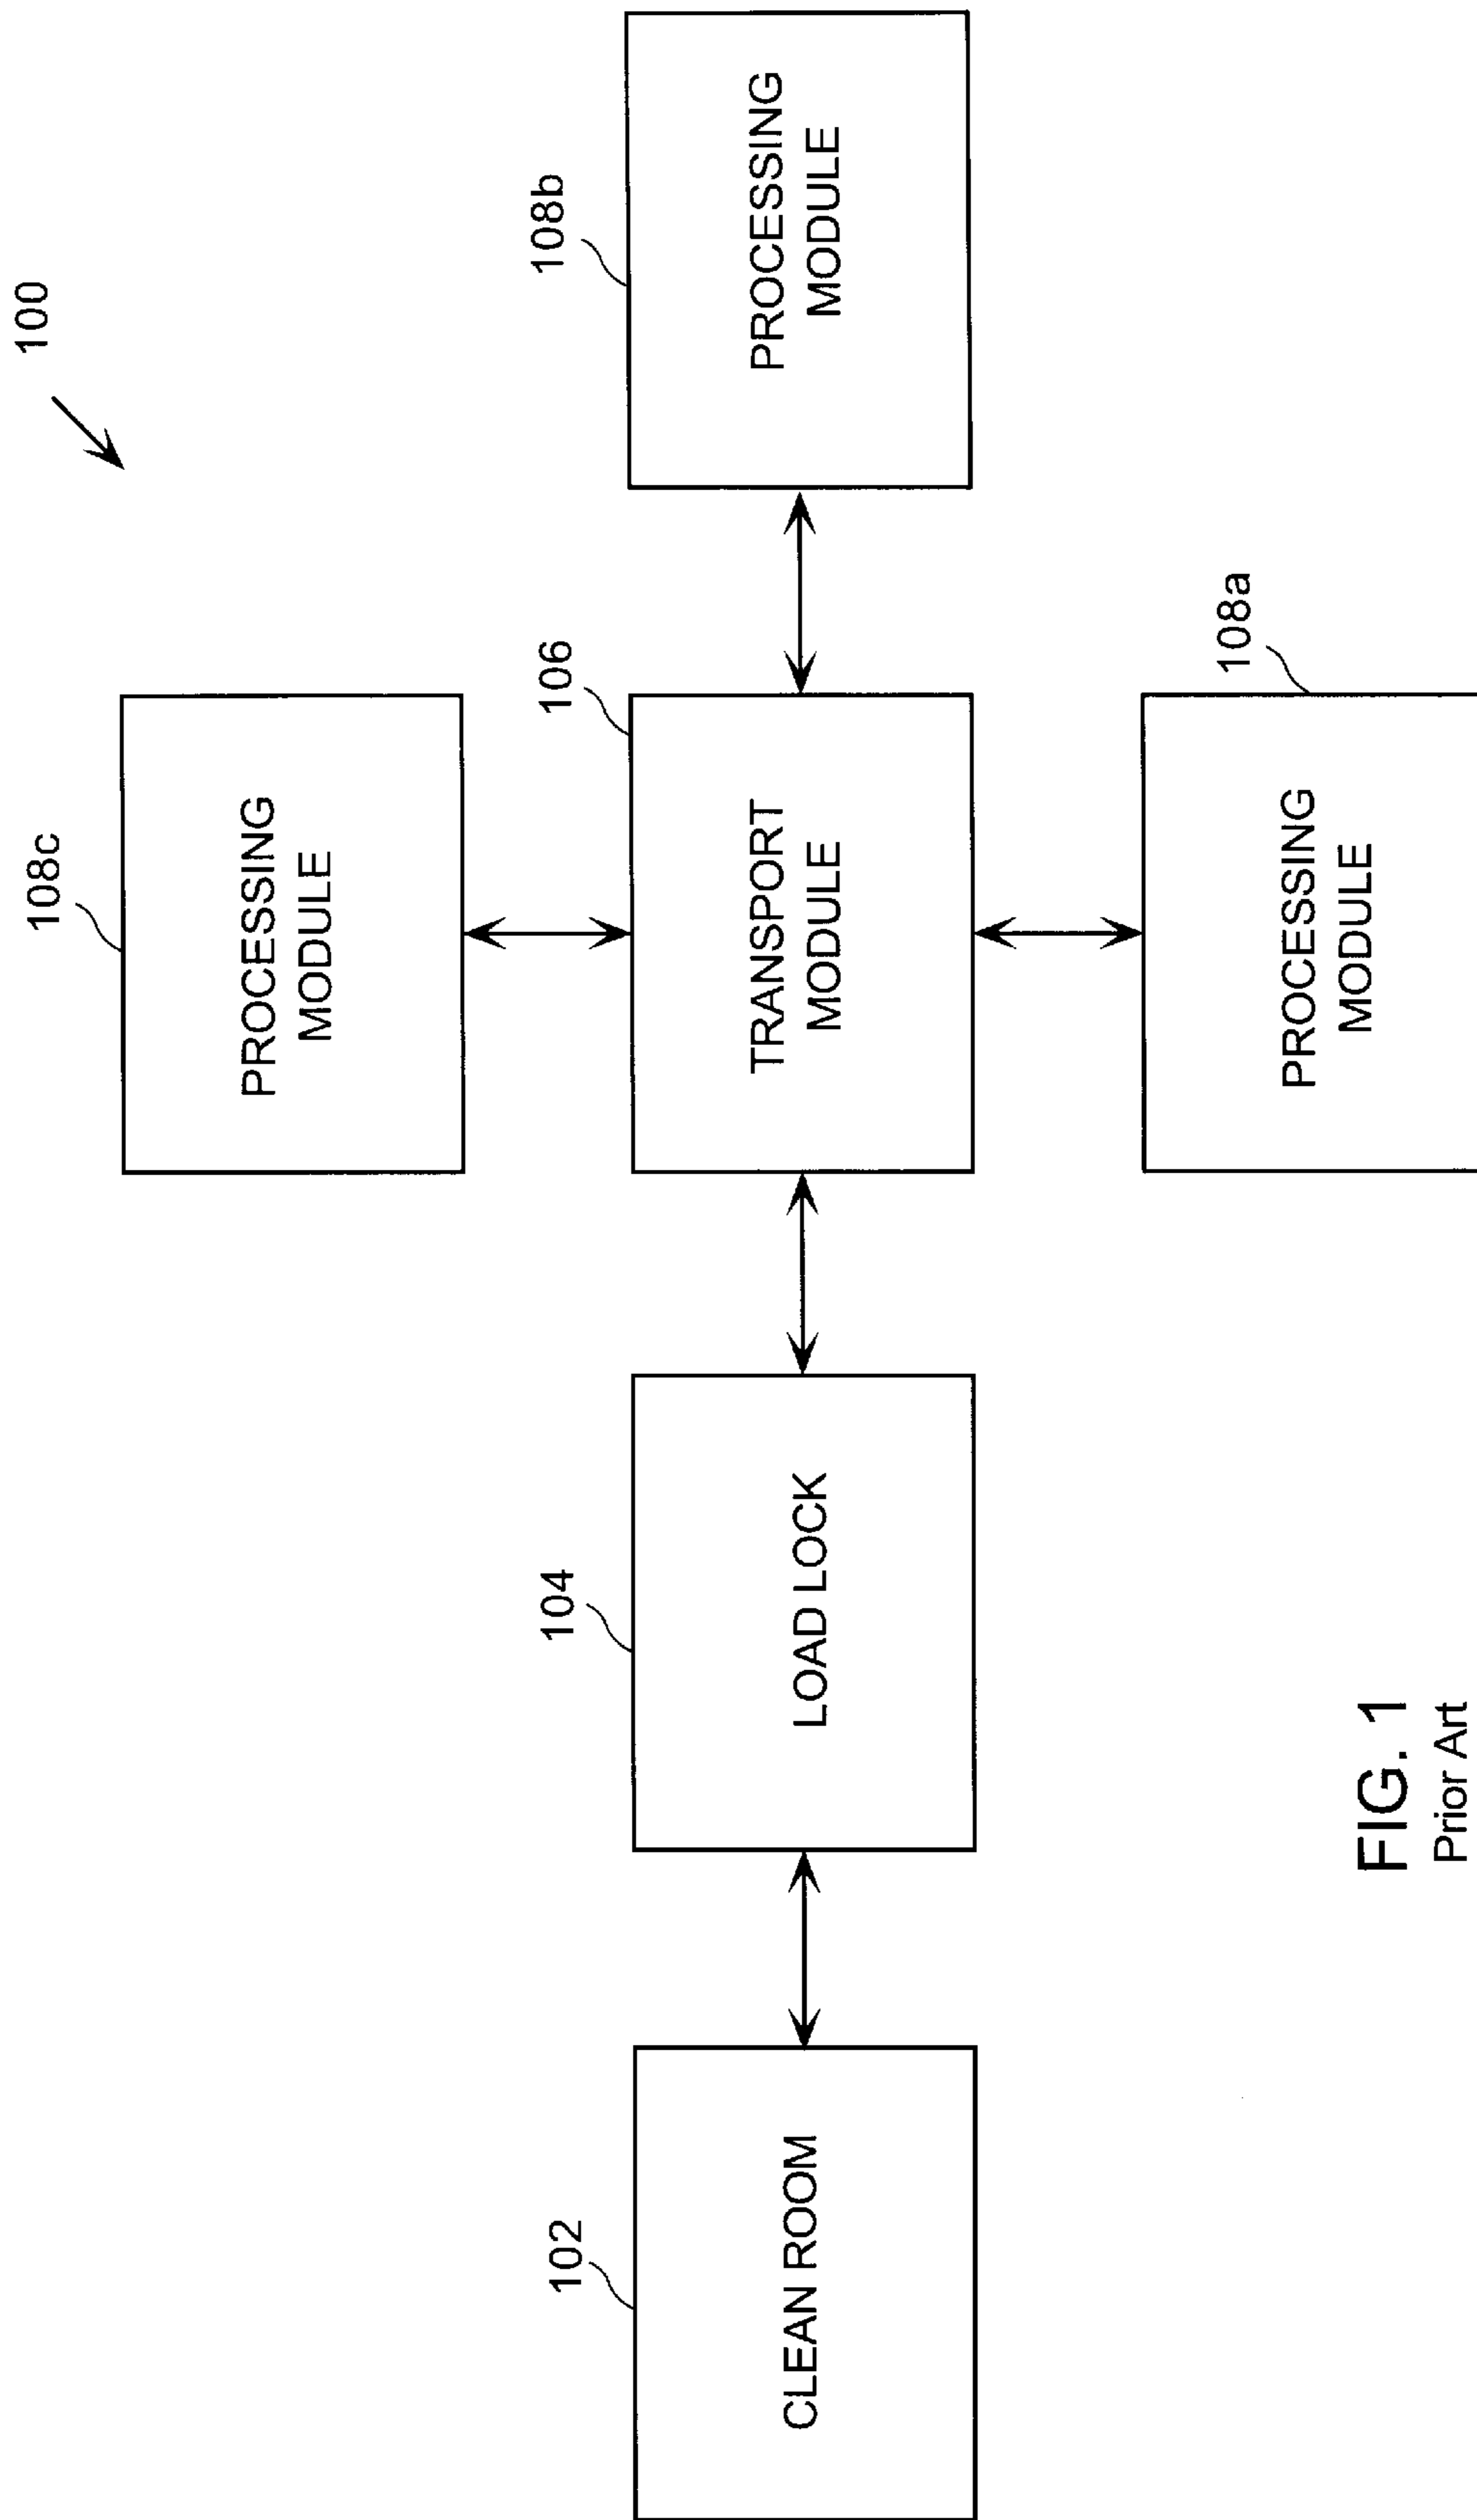 100
108c
PROCESSING
MODULE
102
CLEAN ROOM
104
LOAD LOCK
106
TRANSPORT
MODULE
108b
PROCESSING
MODULE
108a
PROCESSING
MODULE
FIG. 1
Prior Art